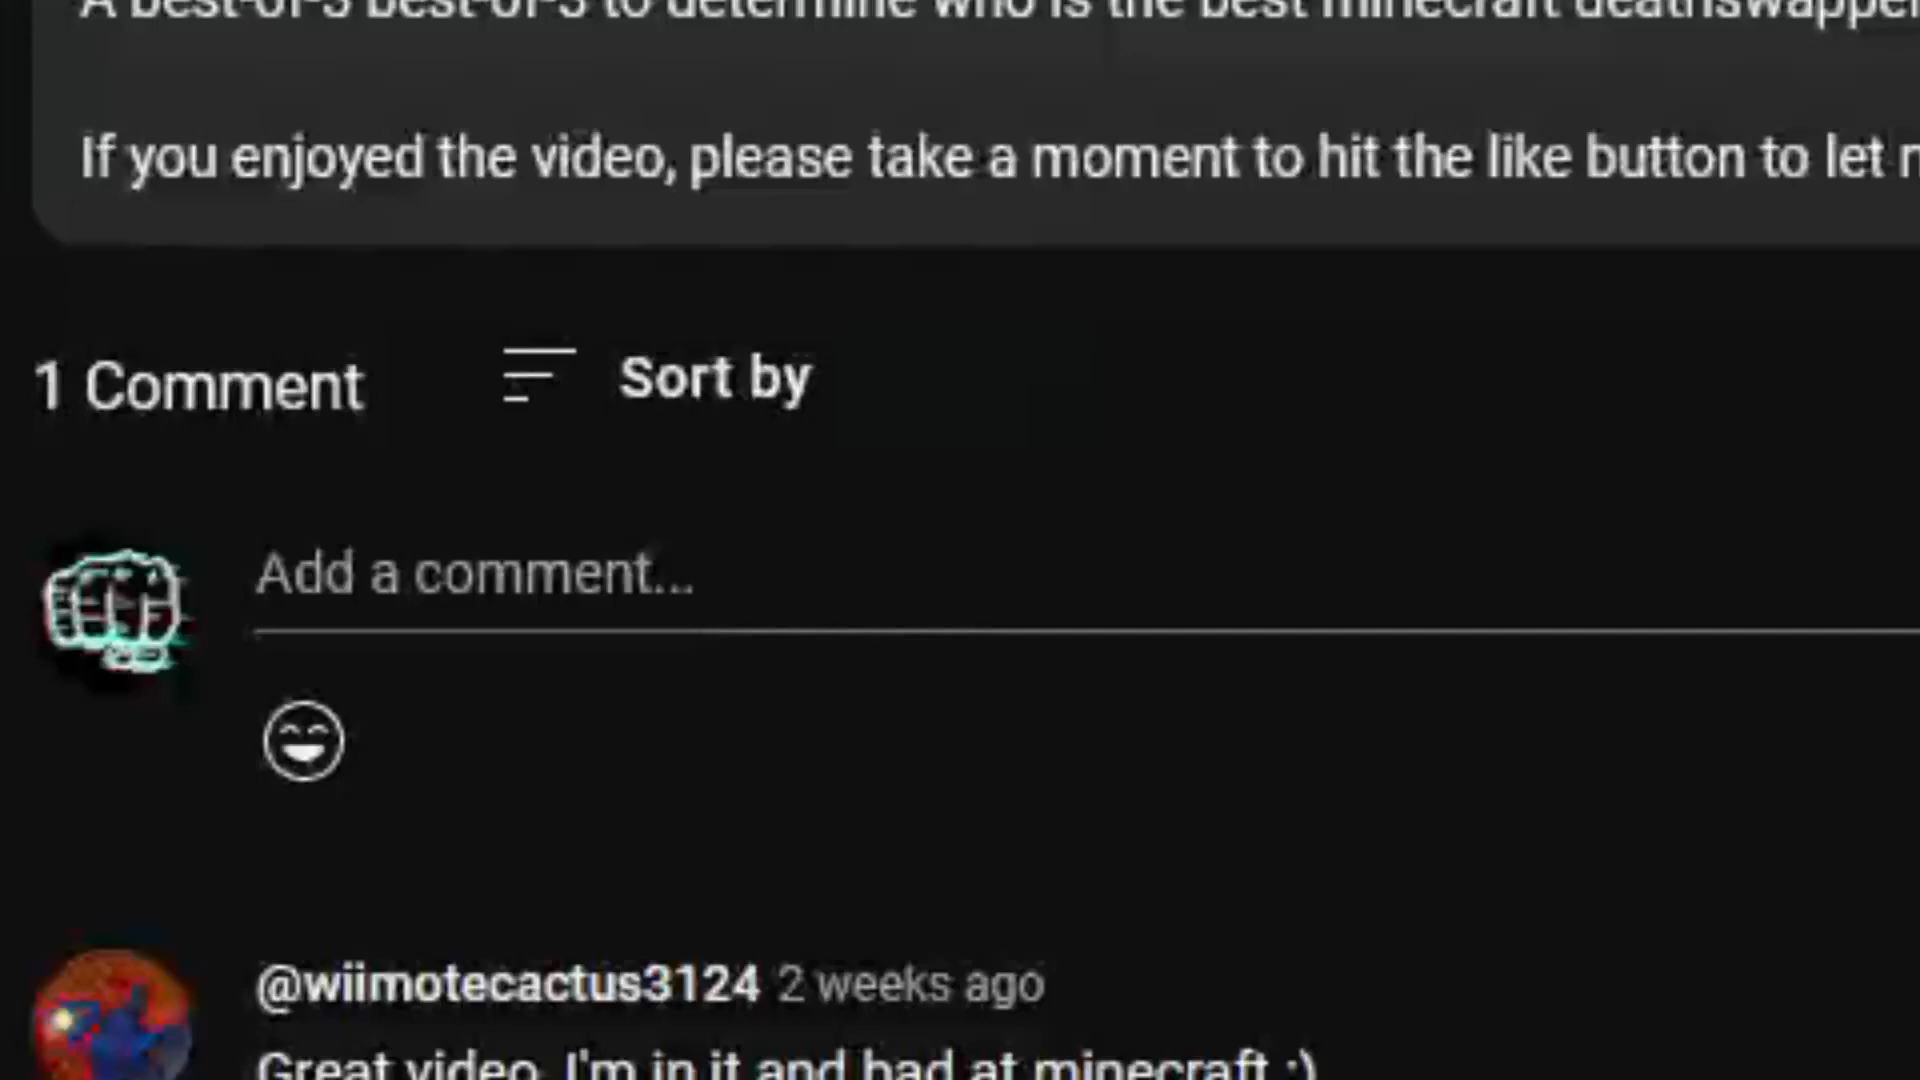 A best-of-3 best-of-3 to determine who is the best minecraft deathswapper
If you enjoyed the video, please take a moment to hit the like button to let
1 Comment
Sort by
Add a comment...
@wiimotecactus3124 2 weeks ago
Great video. I'm in it and bad at minecraft :)